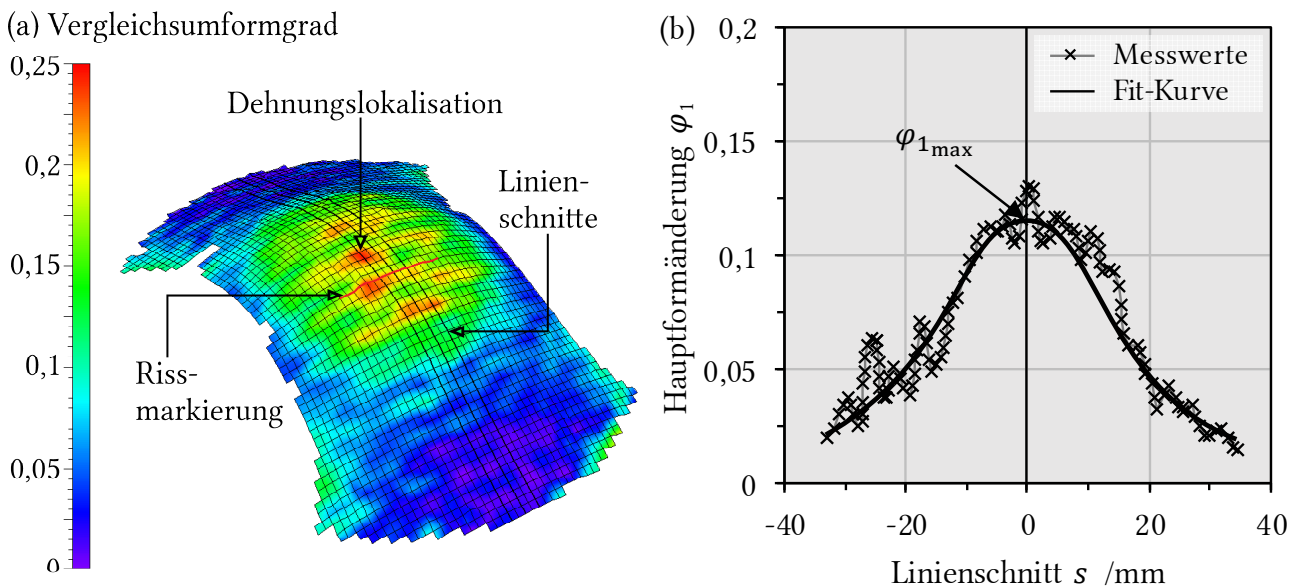 (a) Vergleichsumformgrad
0,25
0,2
0,15
0.1
0,05
0
Dehnungslokalisation
Linien-
schnitte
Riss-
markierung
(b)
Hauptformänderung φ1
0,2
0,15
0,1
0,05
0
Messwerte
Fit-Kurve
φ1max
-40 -20 0 20 40
Linienschnitt s /mm